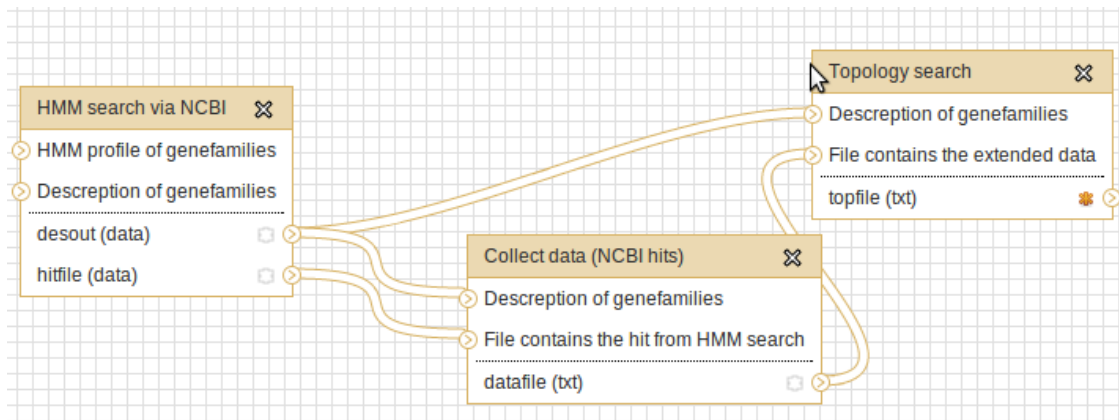 HMM search via NCBI
HMM profile of genefamilies
Descreption of genefamilies
desout (data)
hitfile (data)
Collect data (NCBI hits)
Descreption of genefamilies
File contains the hit from HMM search
datafile (txt)
Topology search
Descreption of genefamilies
File contains the extended data
topfile (txt)